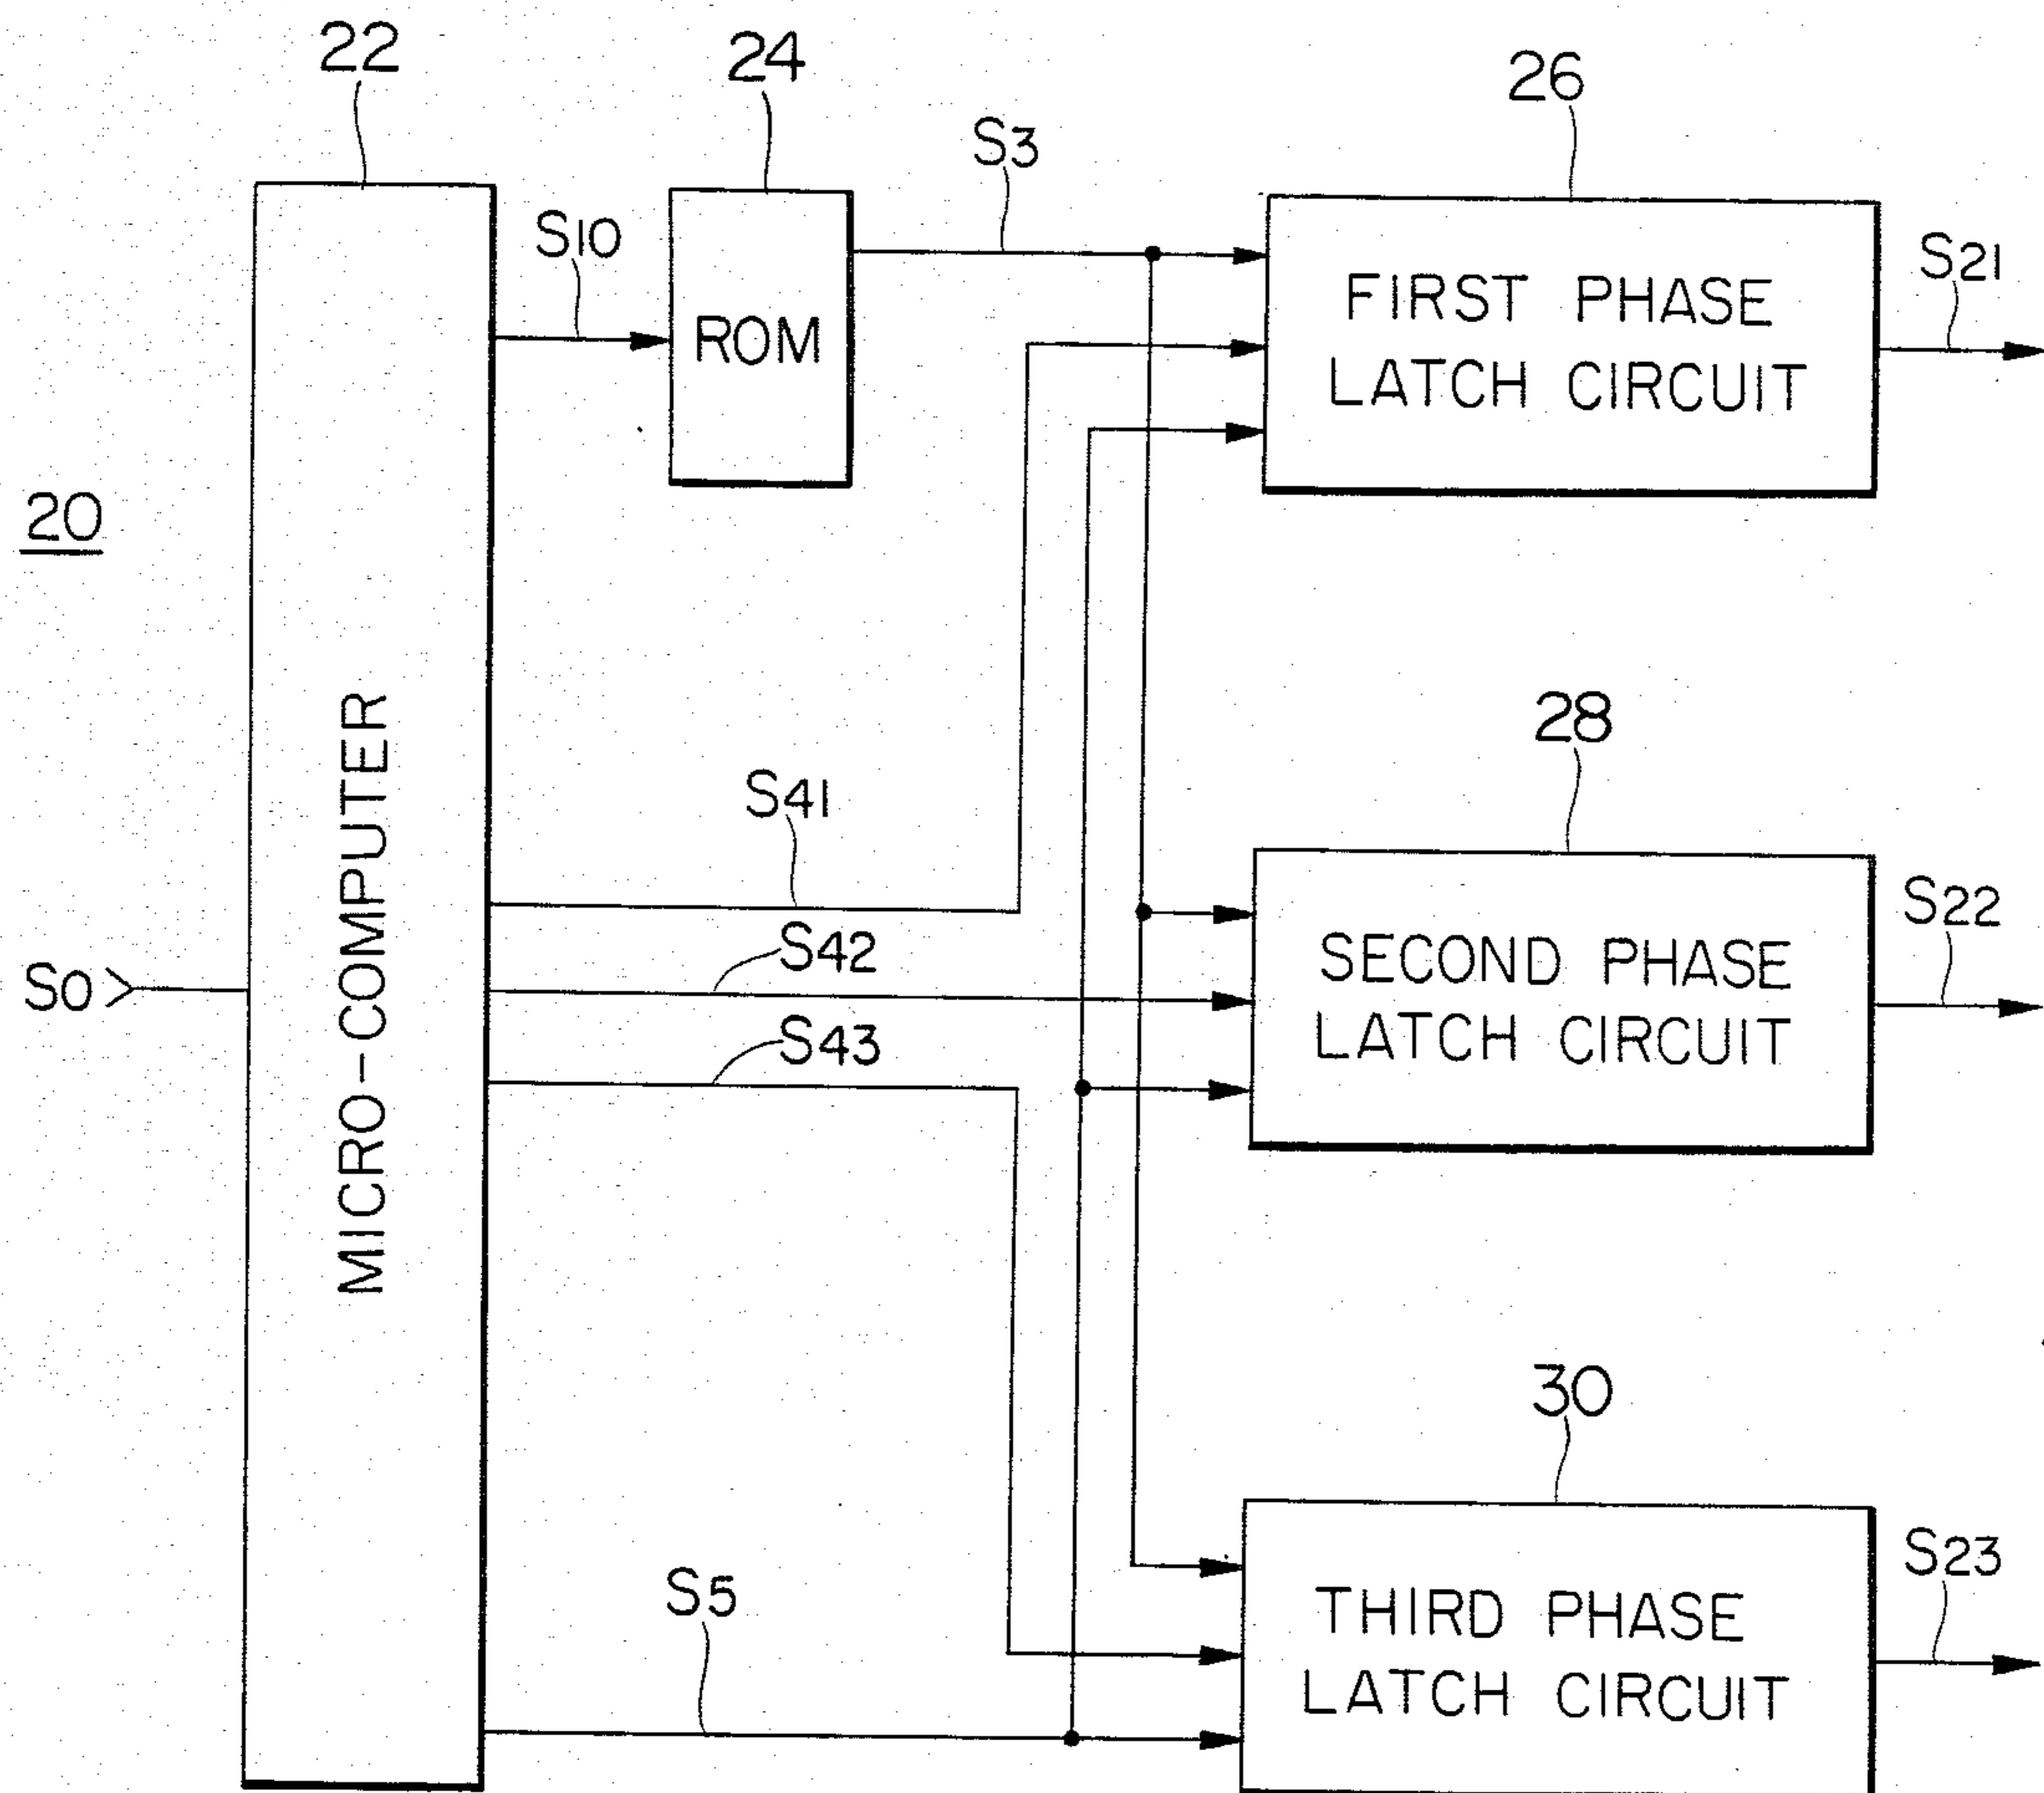 22
24
26
S3
S10
S21
ROM
FIRST PHASE
LATCH CIRCUIT
20
28
S41
S42
S22
S0
SECOND PHASE
LATCH CIRCUIT
S43
MICRO-COMPUTER
30
S5
S23
THIRD PHASE
LATCH CIRCUIT